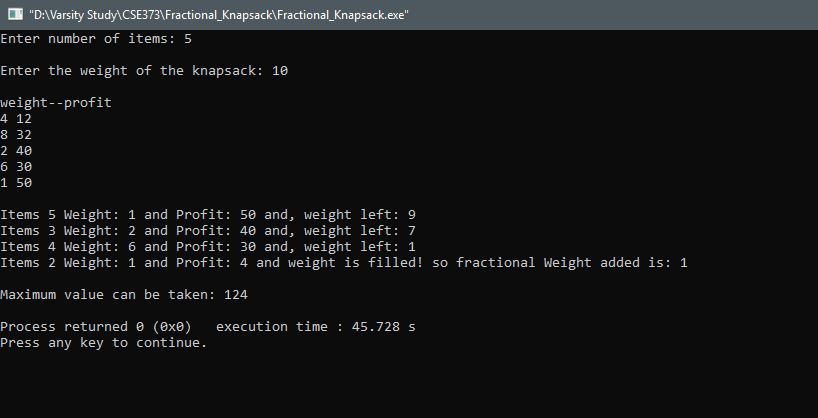 "D:\Varsity Study\CSE373\Fractional_Knapsack\Fractional_Knapsack.exe"
Enter number of items: 5
Enter the weight of the knapsack: 10
weight--profit
4 12
8 32
2 40
6 30
1 50
Items 5 Weight: 1 and Profit: 50 and, weight left: 9
Items 3 Weight: 2 and Profit: 40 and, weight left: 7
Items 4 Weight: 6 and Profit: 30 and, weight left: 1
Items 2 Weight: 1 and Profit: 4 and weight is filled! so fractional Weight added is: 1
Maximum value can be taken: 124
Process returned 0 (0x0)   execution time : 45.728 s
Press any key to continue.